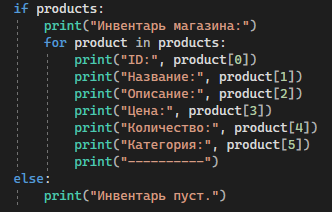 if products:
    print("Инвентарь магазина:")
    for product in products:
        print("ID:", product[0])
        print("Название:", product[1])
        print("Описание:", product[2])
        print("Цена:", product[3])
        print("Количество:", product[4])
        print("Категория:", product[5])
        print("----------")
else:
    print("Инвентарь пуст.")